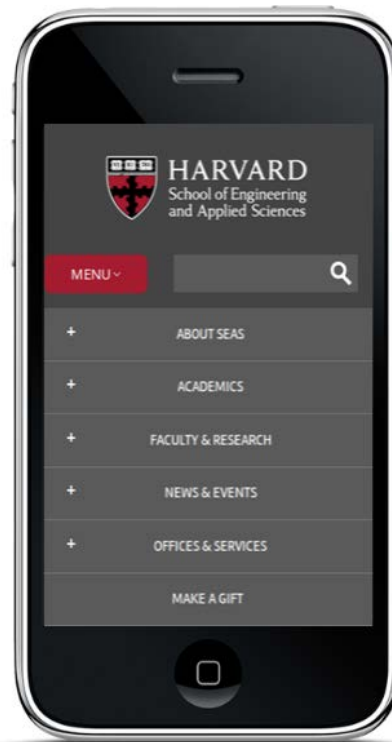 HARVARD
School of Engineering
and Applied Sciences
MENU
+ ABOUT SEAS
+ ACADEMICS
+ FACULTY & RESEARCH
+ NEWS & EVENTS
+ OFFICES & SERVICES
MAKE A GIFT